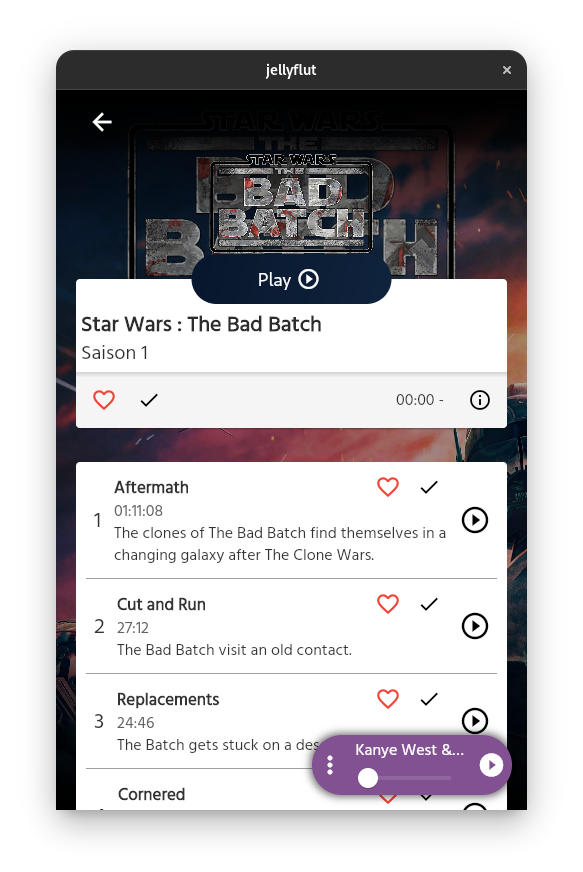 jellyflut
STAR WARS
THE
BAD
BATCH
STAR WARS
THE
BAD
BATCH
Play
Star Wars : The Bad Batch
Saison 1
00:00 -
Aftermath
01:11:08
1
The clones of The Bad Batch find themselves in a
changing galaxy after The Clone Wars.
Cut and Run
2
27:12
The Bad Batch visit an old contact.
Replacements
3
24:46
The Batch gets stuck on a des
Kanye West &...
Cornered